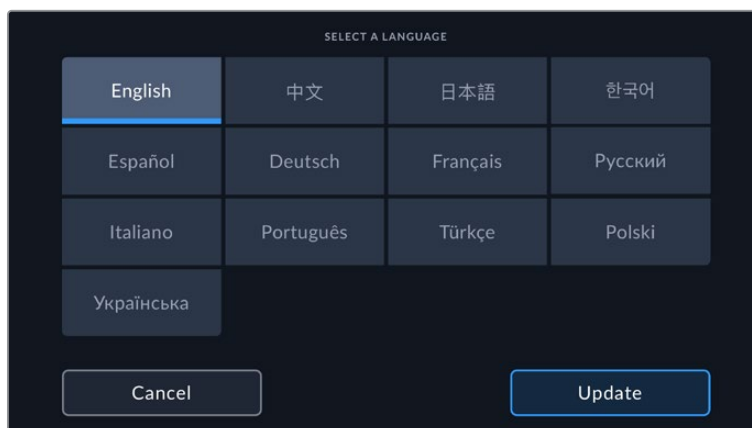 SELECT A LANGUAGE
English 中文 日本語 한국어
Español Deutsch Français Русский
Italiano Português Türkçe Polski
Українська
Cancel Update